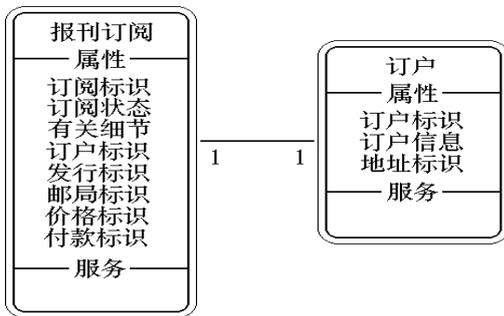 报刊订阅
属性
订阅标识
订阅状态
有关细节
订户标识
发行标识
邮局标识
价格标识
付款标识
服务
1
1
订户
属性
订户标识
订户信息
地址标识
服务